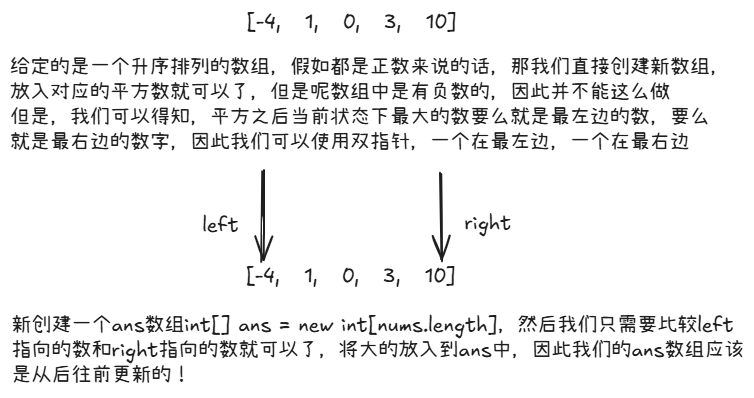 [-4, 1, 0, 3, 10]
给定的是一个升序排列的数组，假如都是正数来说的话，那我们直接创建新数组，
放入对应的平方数就可以了，但是呢数组中是有负数的，因此并不能这么做
但是，我们可以得知，平方之后当前状态下最大的数要么就是最左边的数，要么
就是最右边的数字，因此我们可以使用双指针，一个在最左边，一个在最右边
left
right
[-4, 1, 0, 3, 10]
新创建一个ans数组int[] ans = new int[nums.length]，然后我们只需要比较left
指向的数和right指向的数就可以了，将大的放入到ans中，因此我们的ans数组应该
是从后往前更新的！